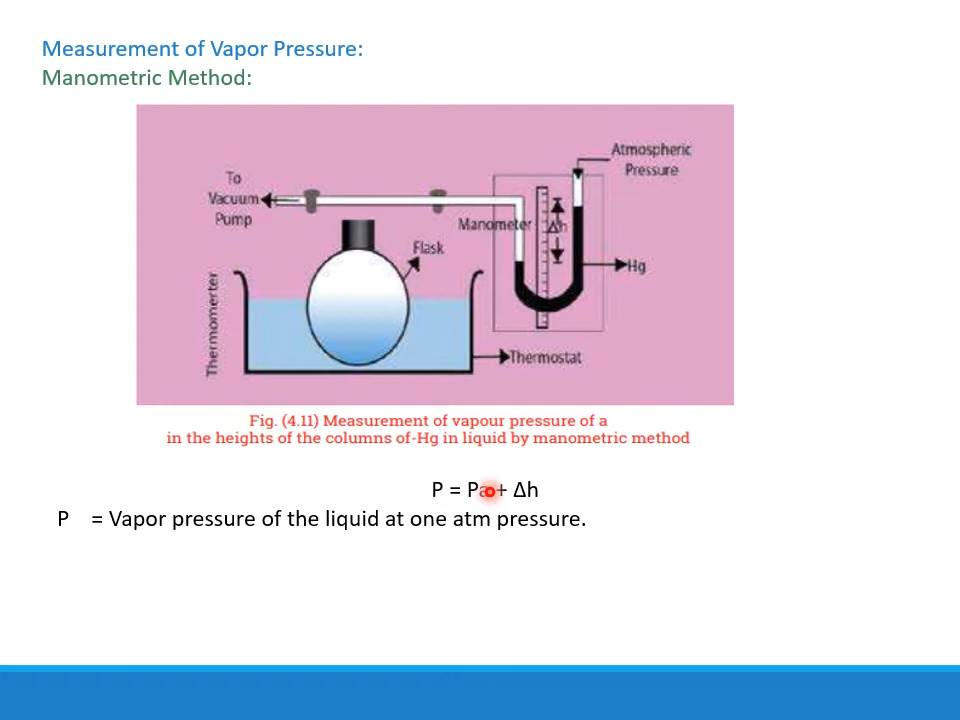 Measurement of Vapor Pressure:
Manometric Method:
Atmospheric
Pressure
To
Vacuum
Pump
Manometer
Δh
Flask
Hg
Thermomerter
Thermostat
Fig. (4.11) Measurement of vapour pressure of a
in the heights of the columns of-Hg in liquid by manometric method
P = Pa + Δh
P = Vapor pressure of the liquid at one atm pressure.